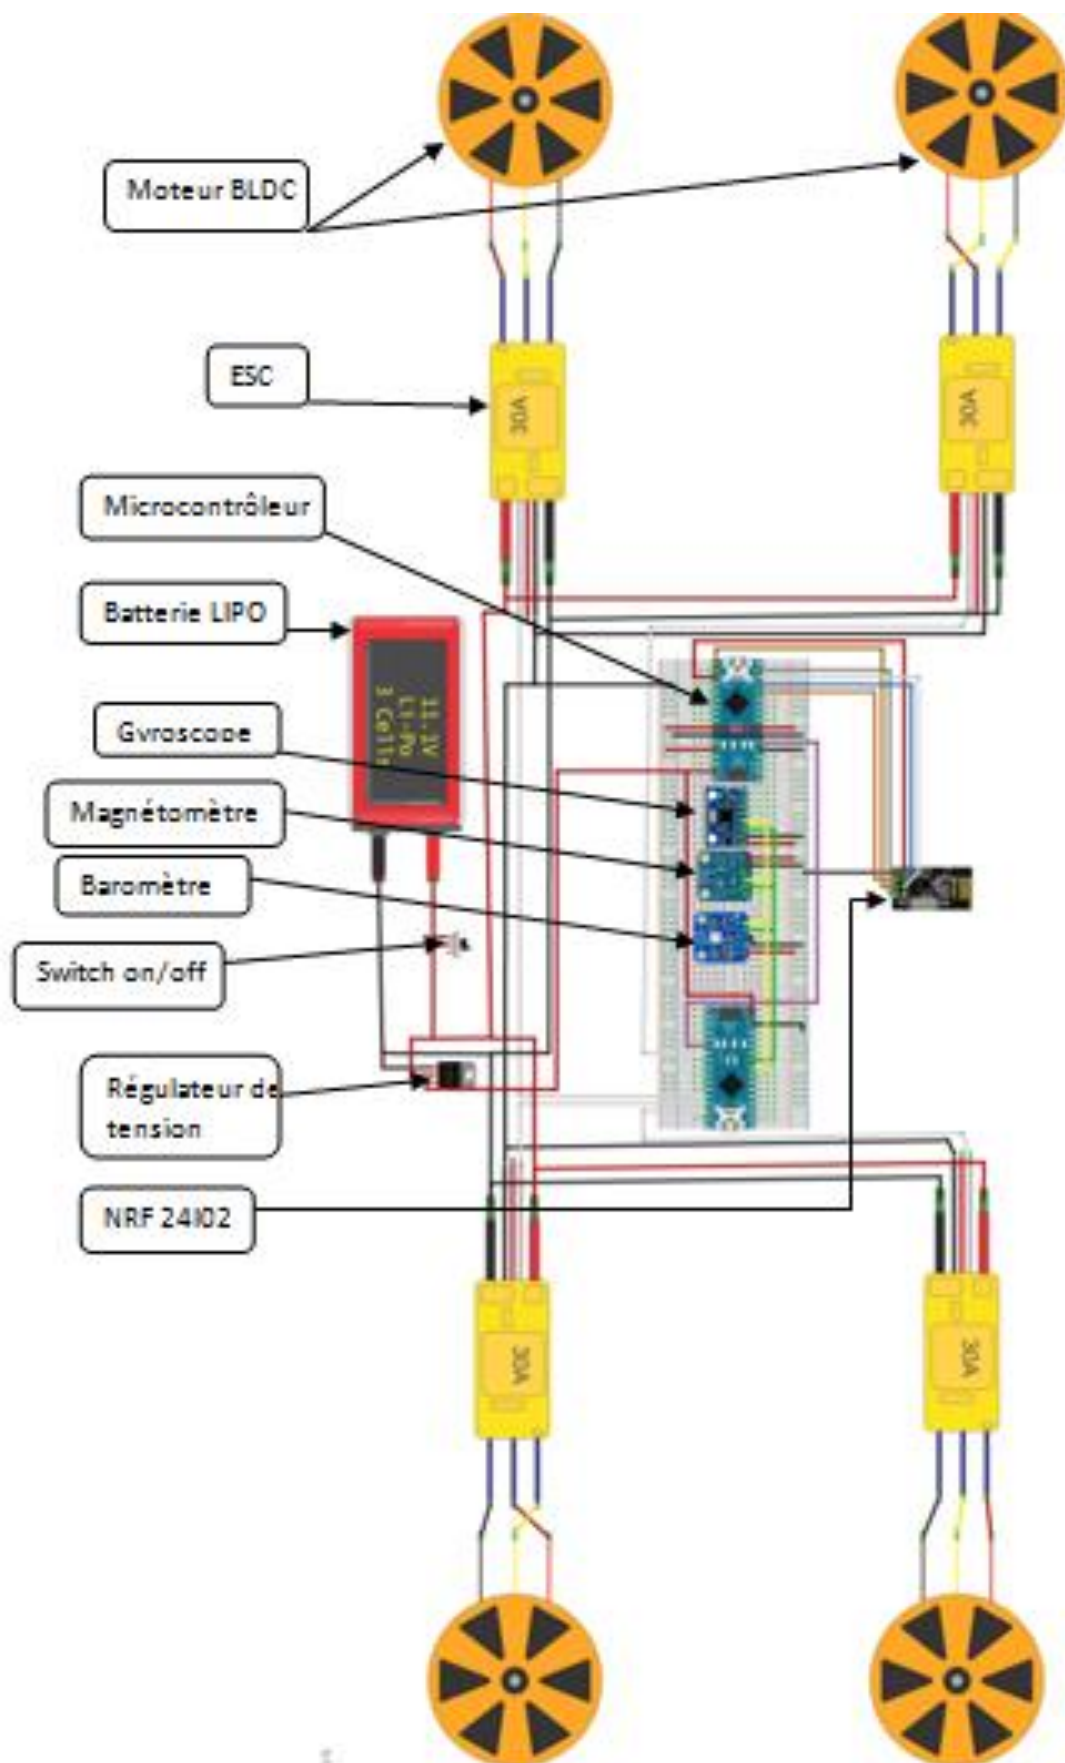 Moteur BLDC
ESC
30A
30A
Microcontrôleur
Batterie LIPO
11.1V
Li-Po
3 Cells
Gyroscope
Magnétomètre
Baromètre
Switch on/off
Régulateur de
tension
NRF 24l02
30A
30A